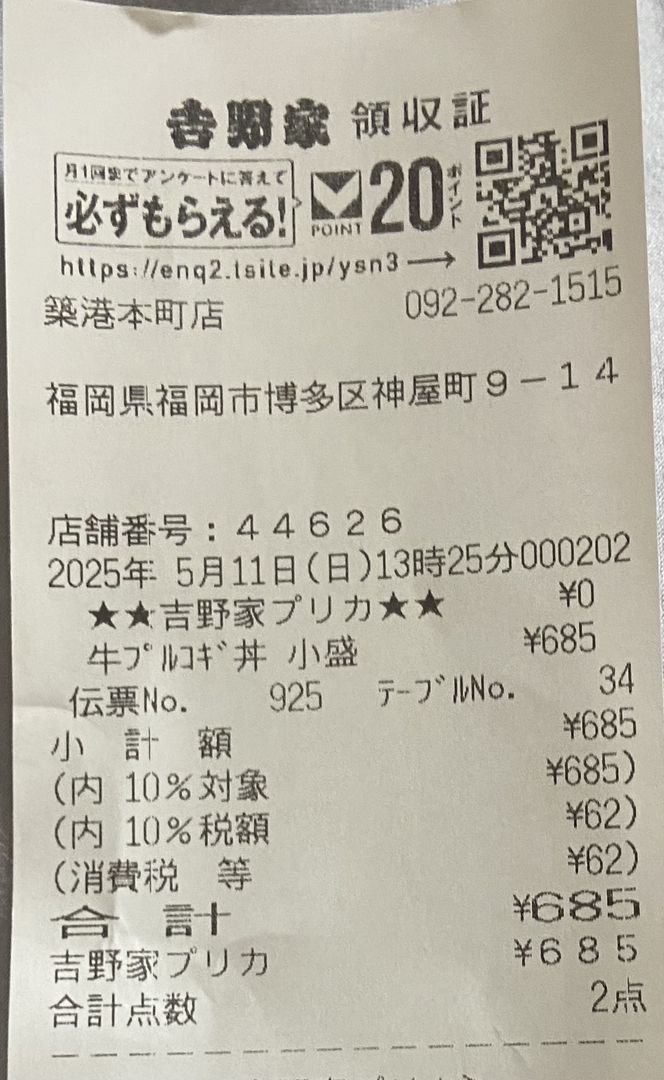 吉野家 領収証
月1回までアンケートに答えて
必ずもらえる!
POINT
20
ポイント
https://enq2.tsite.jp/ysn3→
築港本町店 092-282-1515
福岡県福岡市博多区神屋町9-14
店舗番号:44626
2025年 5月11日(日)13時25分000202
★★吉野家プリカ★★ ¥0
牛プルコギ丼 小盛 ¥685
伝票No. 925 テーブルNo. 34
小 計 額 ¥685
(内 10%対象 ¥685)
(内 10%税額 ¥62)
(消費税 等 ¥62)
合 計 ¥685
吉野家プリカ ¥685
合計点数 2点